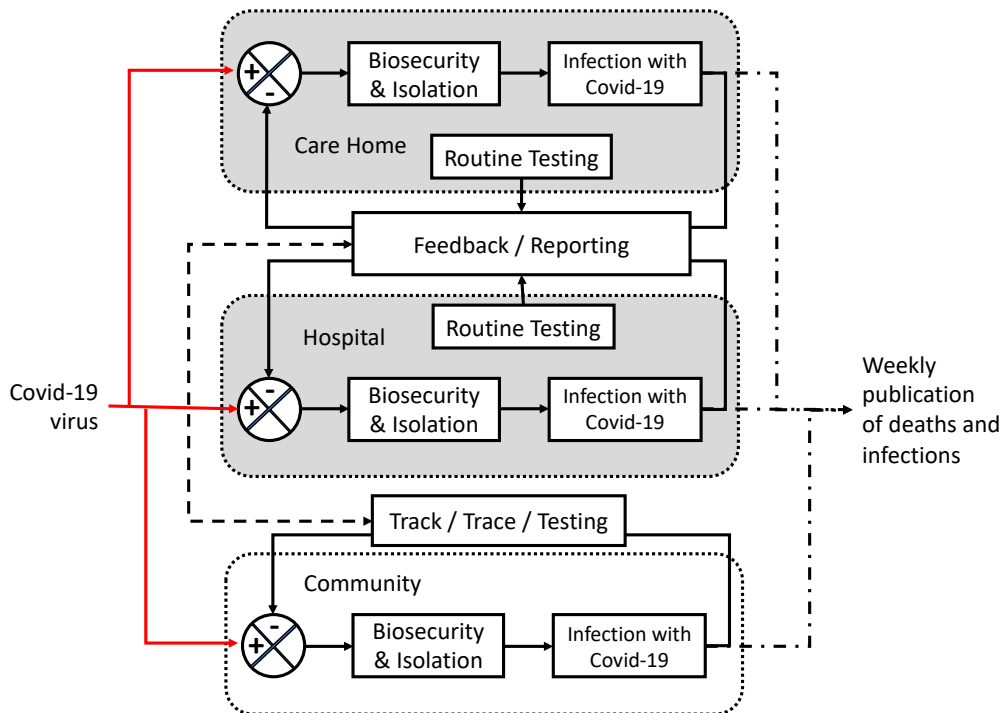 +
-
Biosecurity
& Isolation
Infection with
Covid-19
Care Home
Routine Testing
Feedback / Reporting
Routine Testing
Hospital
Covid-19
virus
-
+
Biosecurity
& Isolation
Infection with
Covid-19
Weekly
publication
of deaths and
infections
Track / Trace / Testing
Community
-
+
Biosecurity
& Isolation
Infection with
Covid-19